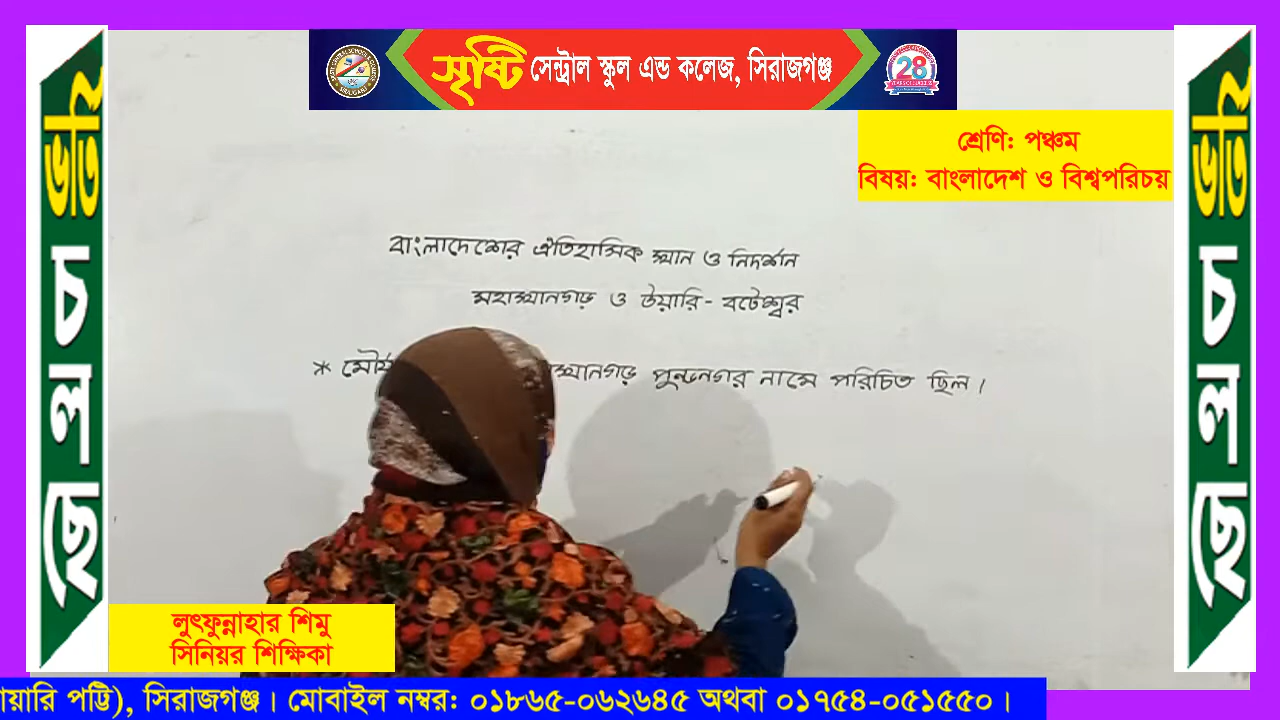 সৃষ্টি সেন্ট্রাল স্কুল এন্ড কলেজ, সিরাজগঞ্জ
28
শ্রেণি: পঞ্চম
বিষয়: বাংলাদেশ ও বিশ্বপরিচয়
ভর্তি চলছে
ভর্তি চলছে
বাংলাদেশের ঐতিহাসিক স্থান ও নিদর্শন
মহাস্থানগড় ও উয়ারি-বটেশ্বর
* মৌর্য স্থানগড় পুন্ড্রনগর নামে পরিচিত ছিল।
লুৎফুন্নাহার শিমু
সিনিয়র শিক্ষিকা
য়ারি পট্টি), সিরাজগঞ্জ। মোবাইল নম্বর: ০১৮৬৫-০৬২৬৪৫ অথবা ০১৭৫৪-০৫১৫৫০।